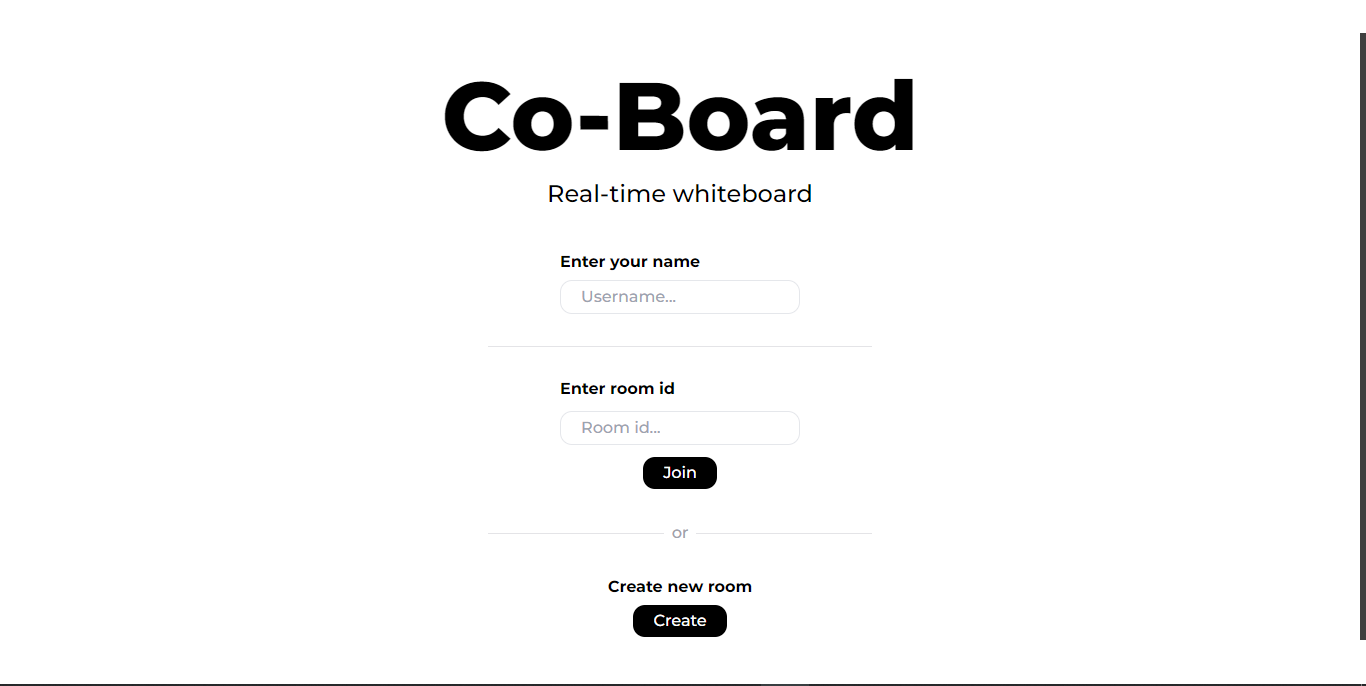 Co-Board
Real-time whiteboard
Enter your name
Username...
Enter room id
Room id...
Join
or
Create new room
Create